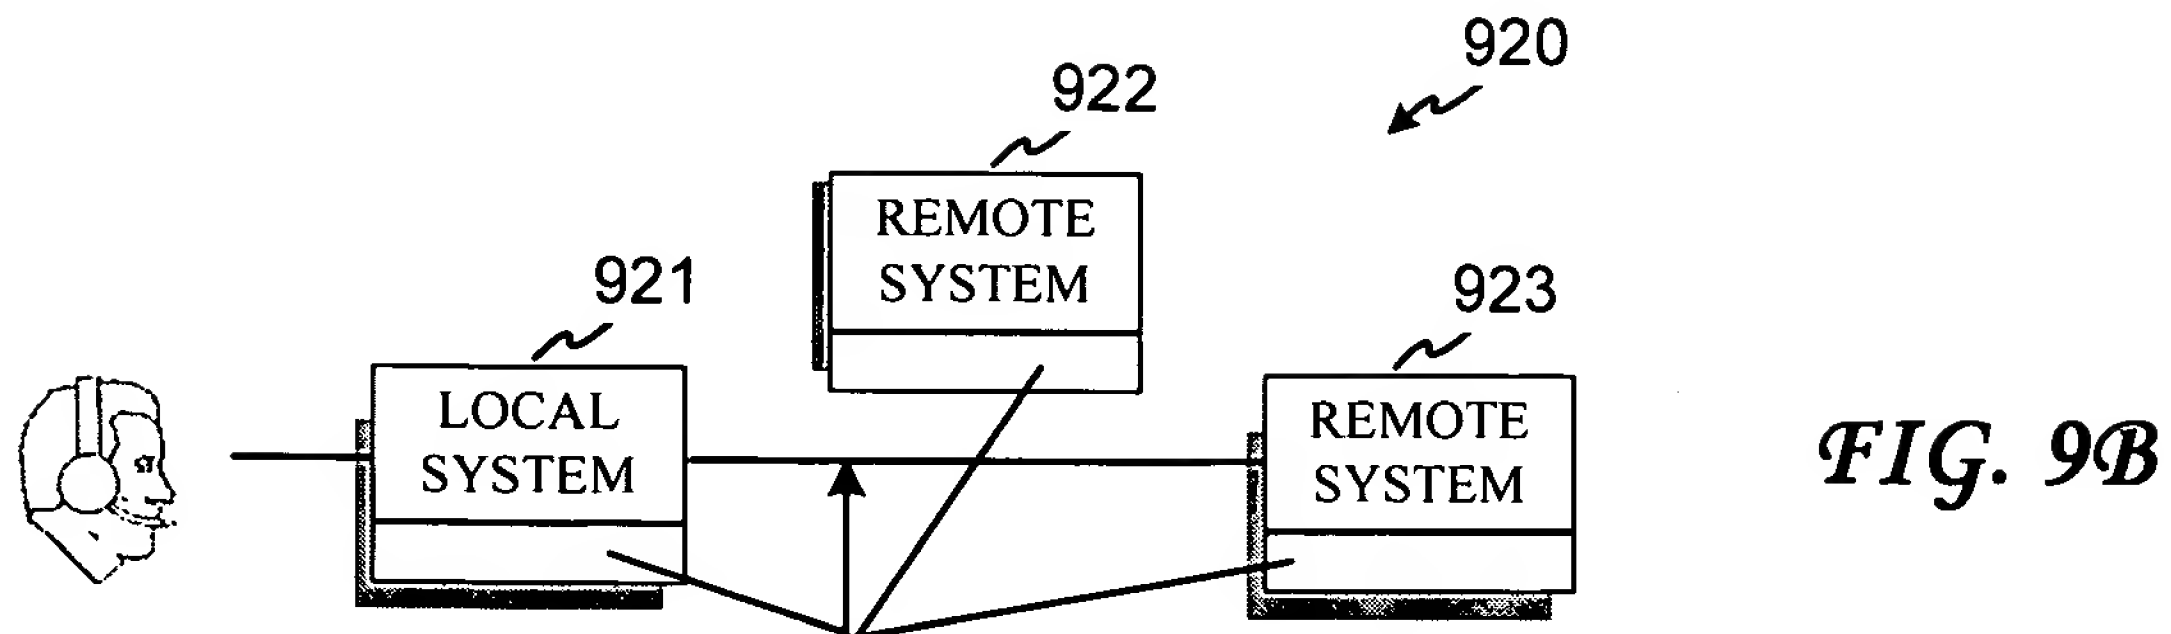 920
922
REMOTE
SYSTEM
921
923
LOCAL
SYSTEM
REMOTE
SYSTEM
FIG. 9B